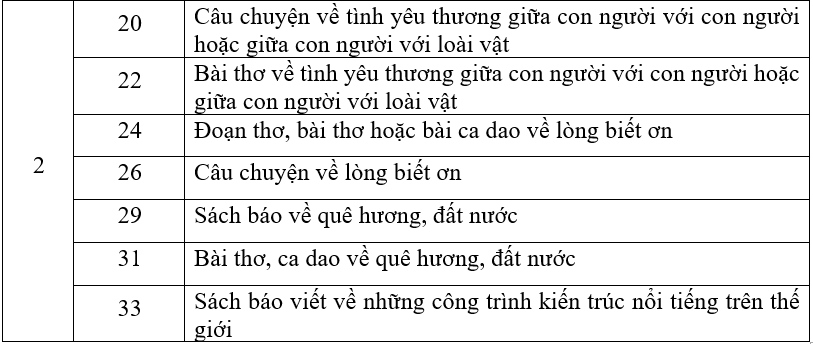 20 Câu chuyện về tình yêu thương giữa con người với con người
hoặc giữa con người với loài vật
22 Bài thơ về tình yêu thương giữa con người với con người hoặc
giữa con người với loài vật
24 Đoạn thơ, bài thơ hoặc bài ca dao về lòng biết ơn
2
26 Câu chuyện về lòng biết ơn
29 Sách báo về quê hương, đất nước
31 Bài thơ, ca dao về quê hương, đất nước
33 Sách báo viết về những công trình kiến trúc nổi tiếng trên thế
giới